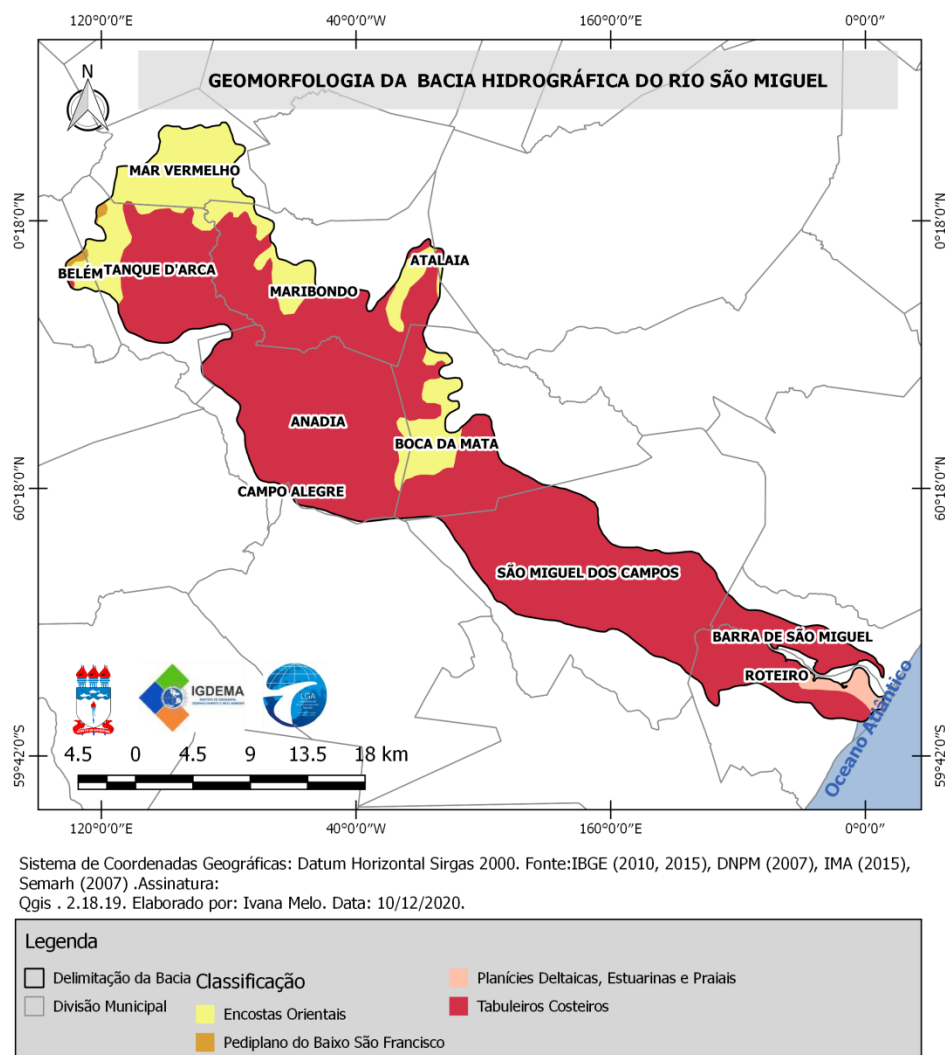 120°0'0"E 40°0'0"W 160°0'0"E 0°0'0"
GEOMORFOLOGIA DA BACIA HIDROGRÁFICA DO RIO SÃO MIGUEL
N
MAR VERMELHO
0°18'0"N 0°18'0"N
ATALAIA
BELÉM TANQUE D'ARCA
MARIBONDO
ANADIA
BOCA DA MATA
CAMPO ALEGRE
60°18'0"N 60°18'0"N
SÃO MIGUEL DOS CAMPOS
BARRA DE SÃO MIGUEL
ROTEIRO
Oceano Atlântico
IGDEMA
LGA
4.5 0 4.5 9 13.5 18 km
59°42'0"S 59°42'0"S
120°0'0"E 40°0'0"W 160°0'0"E 0°0'0"
Sistema de Coordenadas Geográficas: Datum Horizontal Sirgas 2000. Fonte:IBGE (2010, 2015), DNPM (2007), IMA (2015),
Semarh (2007) .Assinatura:
Qgis . 2.18.19. Elaborado por: Ivana Melo. Data: 10/12/2020.
Legenda
Delimitação da Bacia
Divisão Municipal
Classificação
Encostas Orientais
Pediplano do Baixo São Francisco
Planícies Deltaicas, Estuarinas e Praiais
Tabuleiros Costeiros